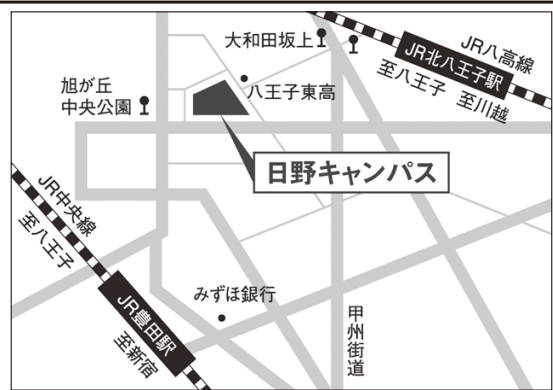 大和田坂上
JR八高線
JR北八王子駅
至八王子
至川越
八王子東高
旭が丘
中央公園
日野キャンパス
JR中央線
至八王子
JR豊田駅
至新宿
みずほ銀行
甲州街道